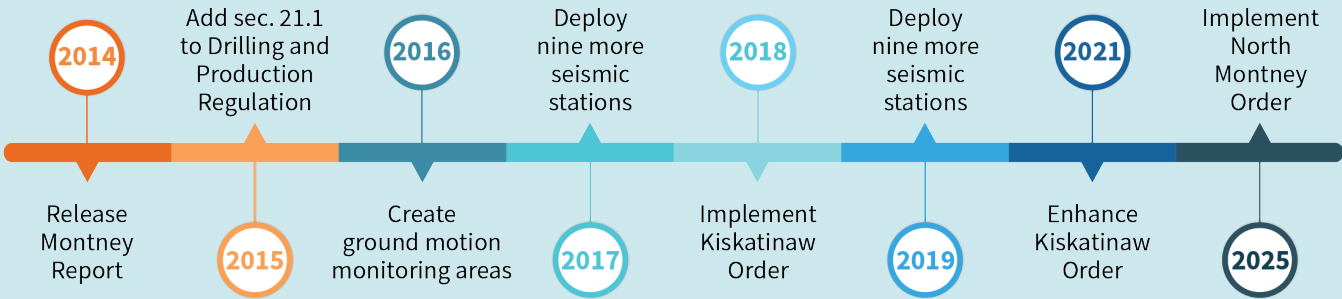 2014
Release
Montney
Report
Add sec. 21.1
to Drilling and
Production
Regulation
2015
2016
Create
ground motion
monitoring areas
Deploy
nine more
seismic
stations
2017
2018
Implement
Kiskatinaw
Order
Deploy
nine more
seismic
stations
2019
2021
Enhance
Kiskatinaw
Order
Implement
North
Montney
Order
2025